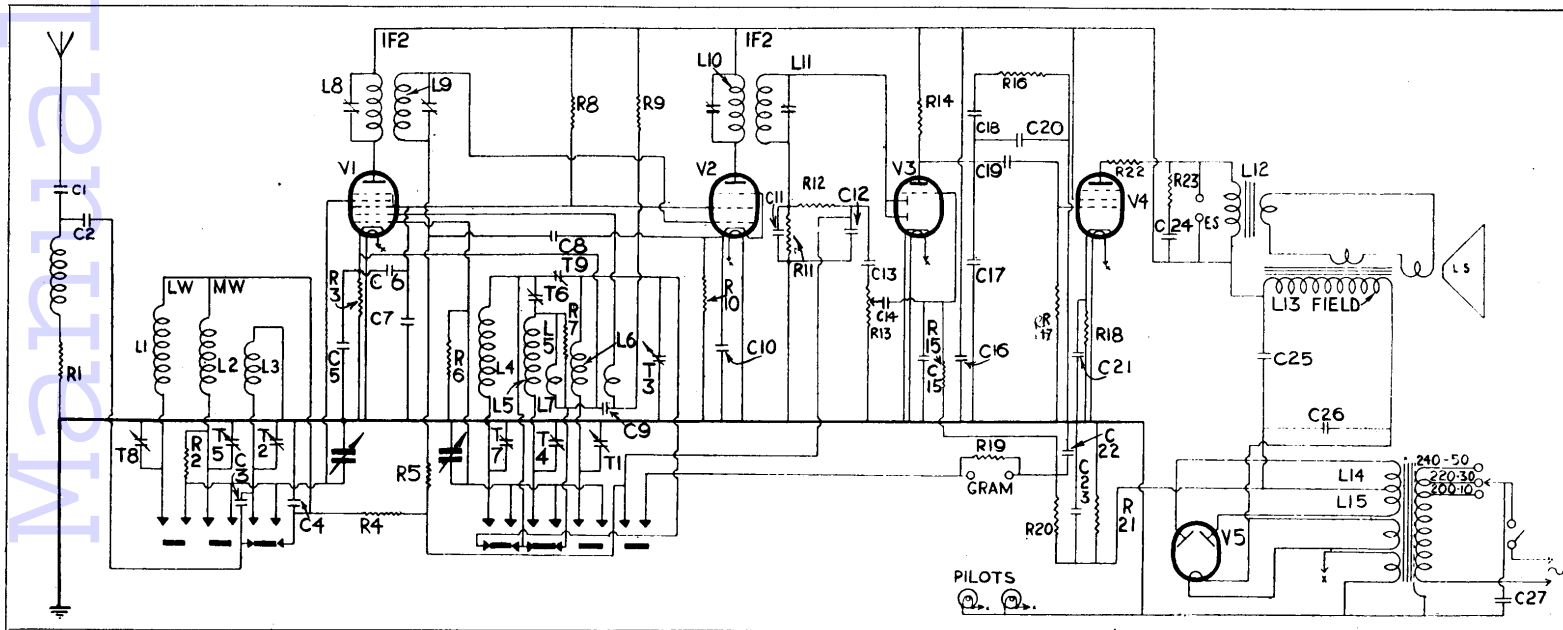 Manual
C1
C2
R1
LW
MW
L1
L2
L3
T8
R2
T5
C3
T2
C4
R4
IF2
L8
L9
V1
R3
C6
C5
C7
R5
R6
R8
R9
C8
T9
T6
L4
L5
L5
L7
R7
L6
T3
C9
T7
T4
T1
IF2
L10
L11
V2
R10
C10
C11
R12
C12
R11
C13
C14
R13
V3
R14
R15
C15
C16
C17
C18
R16
C20
C19
R17
V4
R18
C21
R22
R23
C24
ES
L12
LS
L13 FIELD
C25
C26
R19
GRAM
C22
C23
R20
R21
PILOTS
V5
L14
L15
240-50
220-30
200-10
C27
x
x
x
x
x